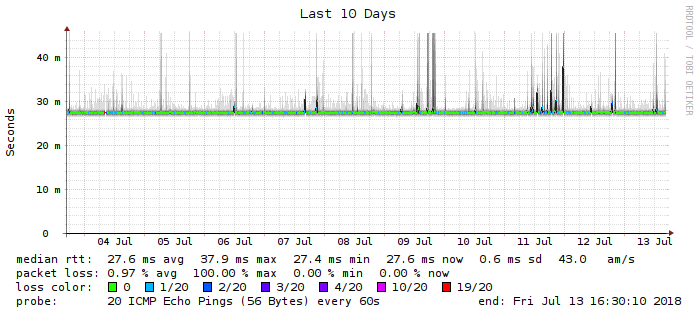 Last 10 Days
RRDTOOL / TOBI OETIKER
Seconds
40 m
30 m
20 m
10 m
0
04 Jul 05 Jul 06 Jul 07 Jul 08 Jul 09 Jul 10 Jul 11 Jul 12 Jul 13 Jul
median rtt: 27.6 ms avg 37.9 ms max 27.4 ms min 27.6 ms now 0.6 ms sd 43.0 am/s
packet loss: 0.97 % avg 100.00 % max 0.00 % min 0.00 % now
loss color: 0 1/20 2/20 3/20 4/20 10/20 19/20
probe: 20 ICMP Echo Pings (56 Bytes) every 60s end: Fri Jul 13 16:30:10 2018